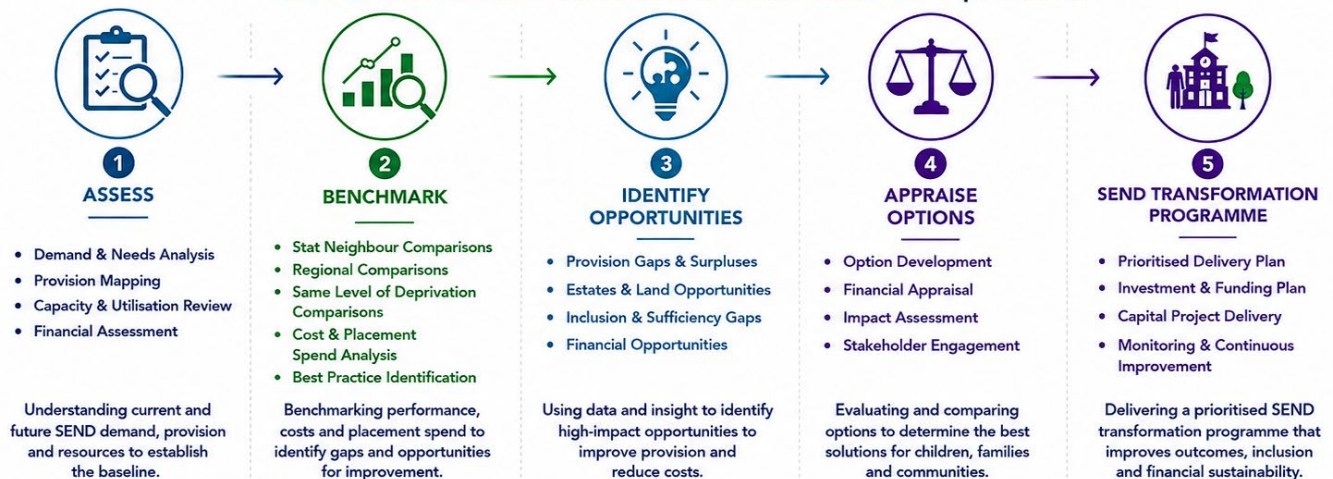 1
ASSESS
• Demand & Needs Analysis
• Provision Mapping
• Capacity & Utilisation Review
• Financial Assessment
Understanding current and
future SEND demand, provision
and resources to establish
the baseline.
2
BENCHMARK
• Stat Neighbour Comparisons
• Regional Comparisons
• Same Level of Deprivation
Comparisons
• Cost & Placement
Spend Analysis
• Best Practice Identification
Benchmarking performance,
costs and placement spend to
identify gaps and opportunities
for improvement.
3
IDENTIFY
OPPORTUNITIES
• Provision Gaps & Surpluses
• Estates & Land Opportunities
• Inclusion & Sufficiency Gaps
• Financial Opportunities
Using data and insight to identify
high-impact opportunities to
improve provision and
reduce costs.
4
APPRAISE
OPTIONS
• Option Development
• Financial Appraisal
• Impact Assessment
• Stakeholder Engagement
Evaluating and comparing
options to determine the best
solutions for children, families
and communities.
5
SEND TRANSFORMATION
PROGRAMME
• Prioritised Delivery Plan
• Investment & Funding Plan
• Capital Project Delivery
• Monitoring & Continuous
Improvement
Delivering a prioritised SEND
transformation programme that
improves outcomes, inclusion
and financial sustainability.